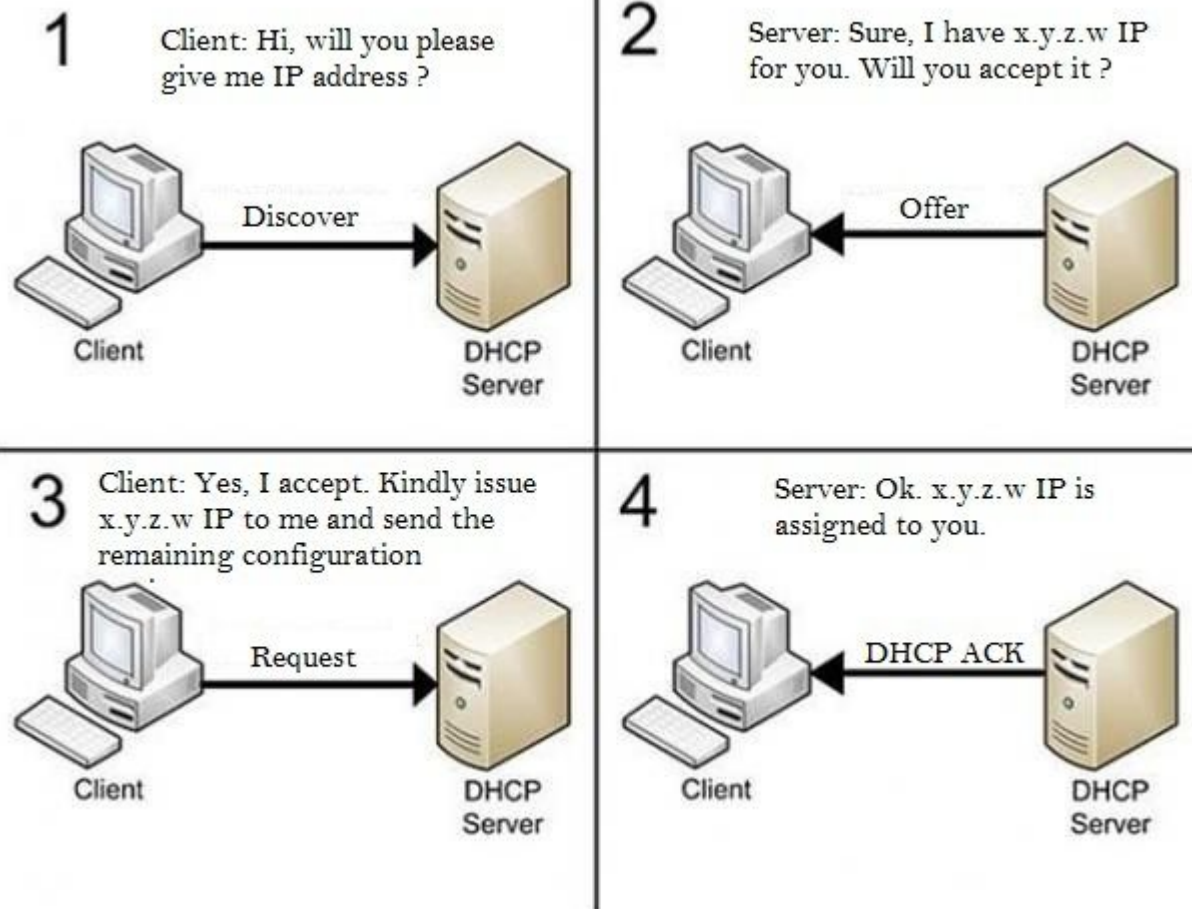 1
Client: Hi, will you please
give me IP address ?
Discover
Client
DHCP
Server
2
Server: Sure, I have x.y.z.w IP
for you. Will you accept it ?
Offer
Client
DHCP
Server
3
Client: Yes, I accept. Kindly issue
x.y.z.w IP to me and send the
remaining configuration
Request
Client
DHCP
Server
4
Server: Ok. x.y.z.w IP is
assigned to you.
DHCP ACK
Client
DHCP
Server